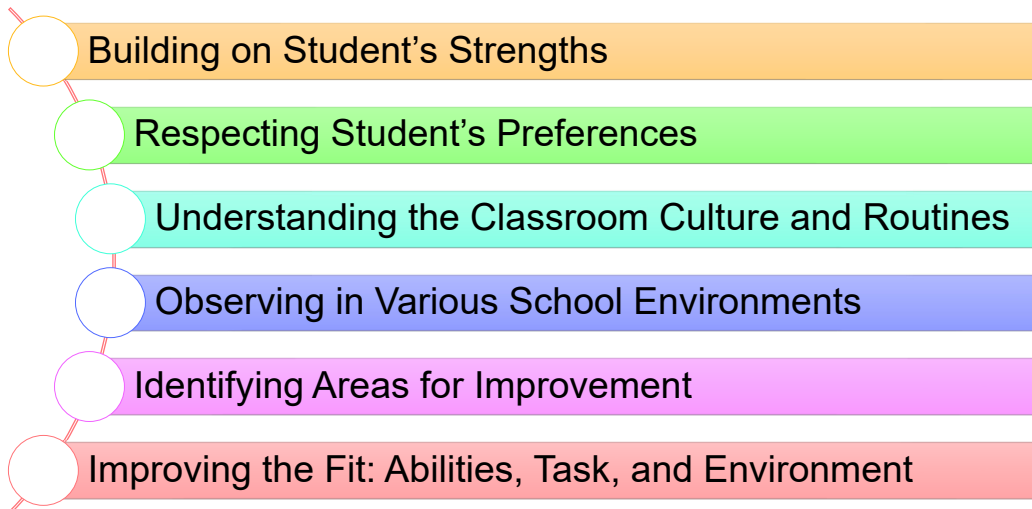 Building on Student’s Strengths
Respecting Student’s Preferences
Understanding the Classroom Culture and Routines
Observing in Various School Environments
Identifying Areas for Improvement
Improving the Fit: Abilities, Task, and Environment